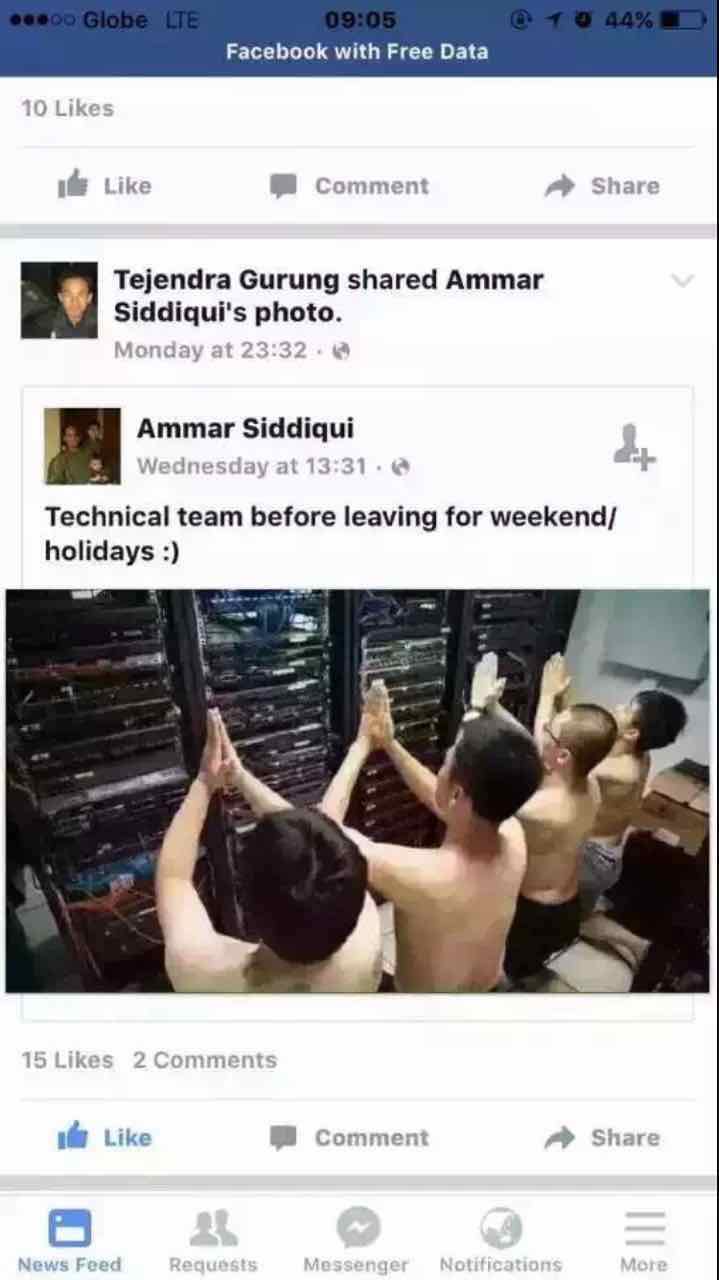 Globe LTE 09:05 44%
Facebook with Free Data
10 Likes
Like Comment Share
Tejendra Gurung shared Ammar
Siddiqui's photo.
Monday at 23:32 ·
Ammar Siddiqui
Wednesday at 13:31 ·
Technical team before leaving for weekend/
holidays :)
15 Likes 2 Comments
Like Comment Share
News Feed Requests Messenger Notifications More